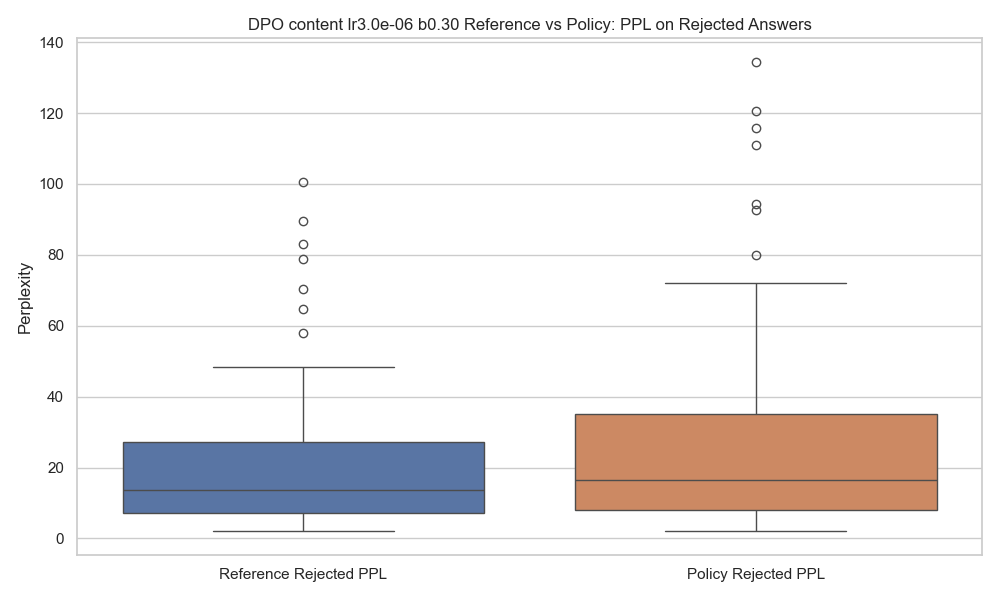 DPO content lr3.0e-06 b0.30 Reference vs Policy: PPL on Rejected Answers
140
120
100
80
60
40
20
0
Perplexity
Reference Rejected PPL
Policy Rejected PPL